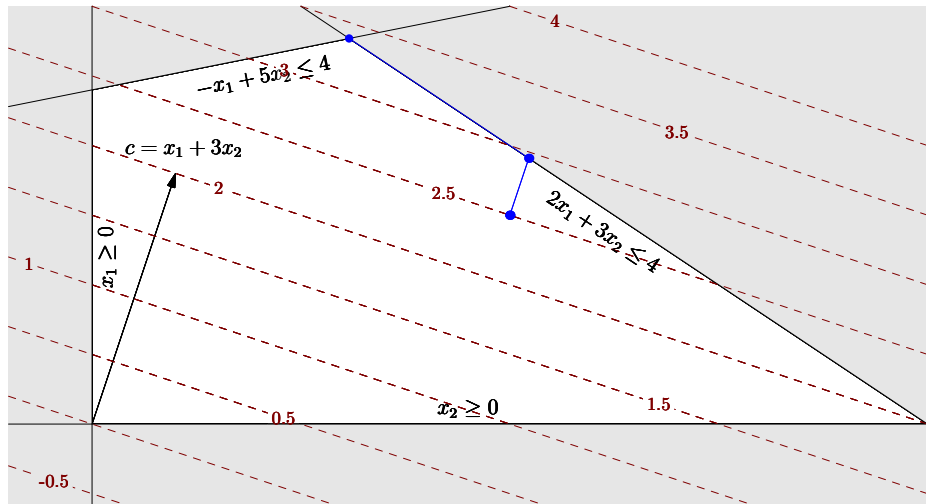 4
-x₁ + 5x₂ ≤ 4
3
3.5
c = x₁ + 3x₂
2
2.5
2x₁ + 3x₂ ≤ 4
x₁ ≥ 0
1
x₂ ≥ 0
1.5
0.5
-0.5